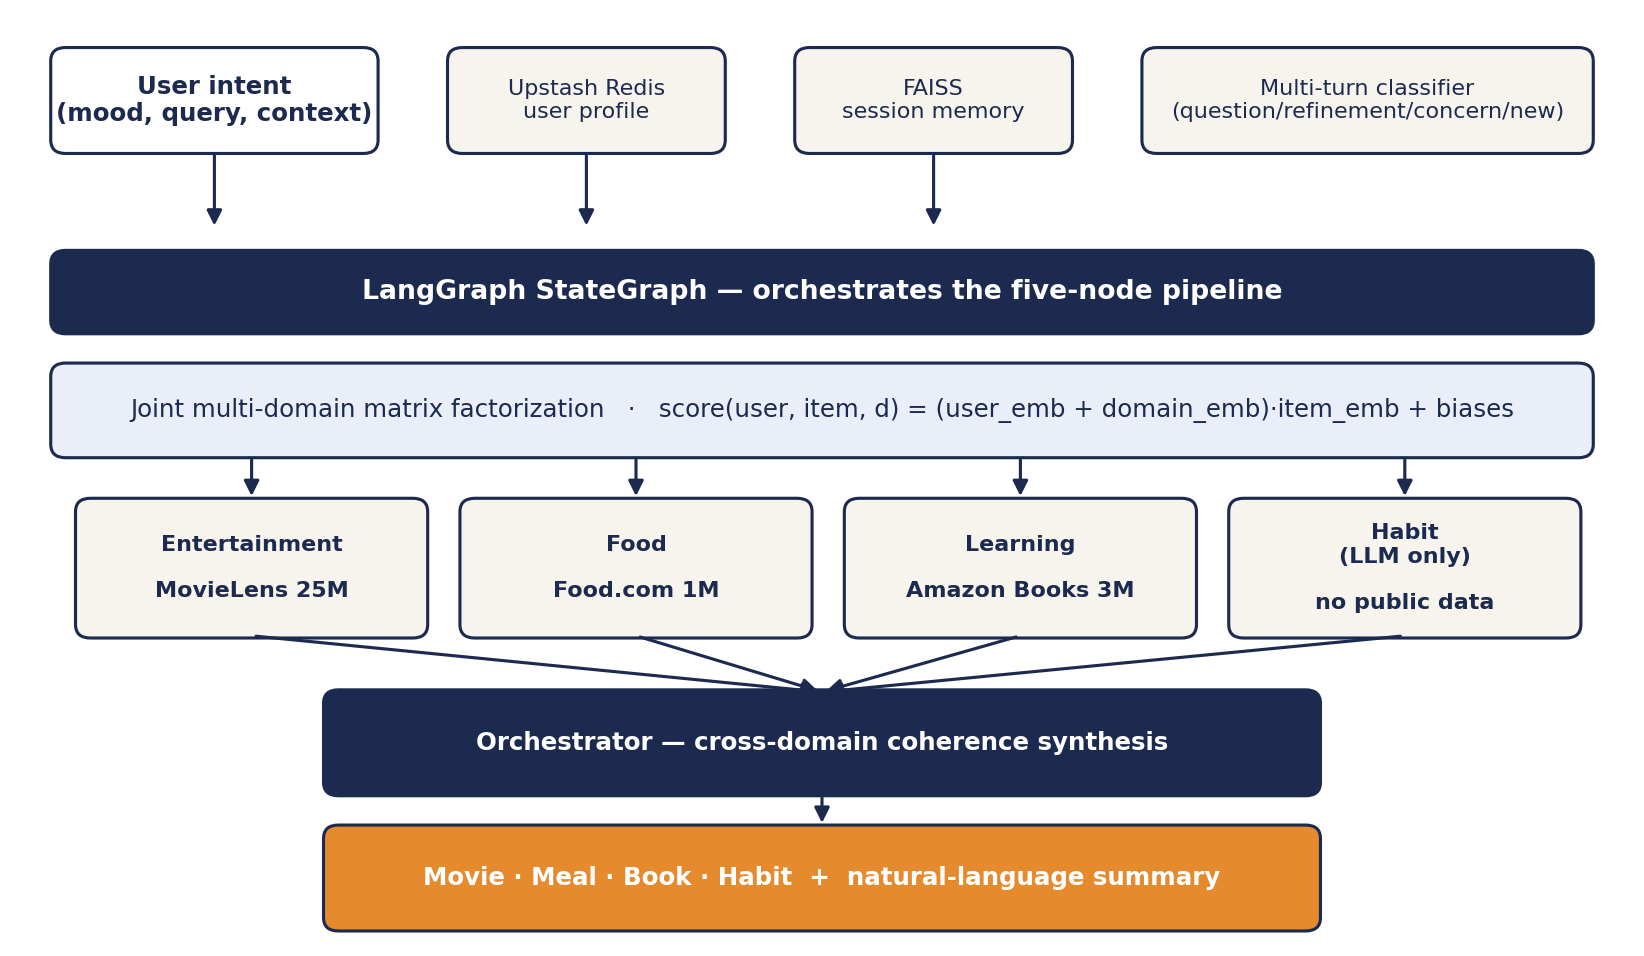 User intent
(mood, query, context)
Upstash Redis
user profile
FAISS
session memory
Multi-turn classifier
(question/refinement/concern/new)
LangGraph StateGraph — orchestrates the five-node pipeline
Joint multi-domain matrix factorization · score(user, item, d) = (user_emb + domain_emb)·item_emb + biases
Entertainment
MovieLens 25M
Food
Food.com 1M
Learning
Amazon Books 3M
Habit
(LLM only)
no public data
Orchestrator — cross-domain coherence synthesis
Movie · Meal · Book · Habit + natural-language summary